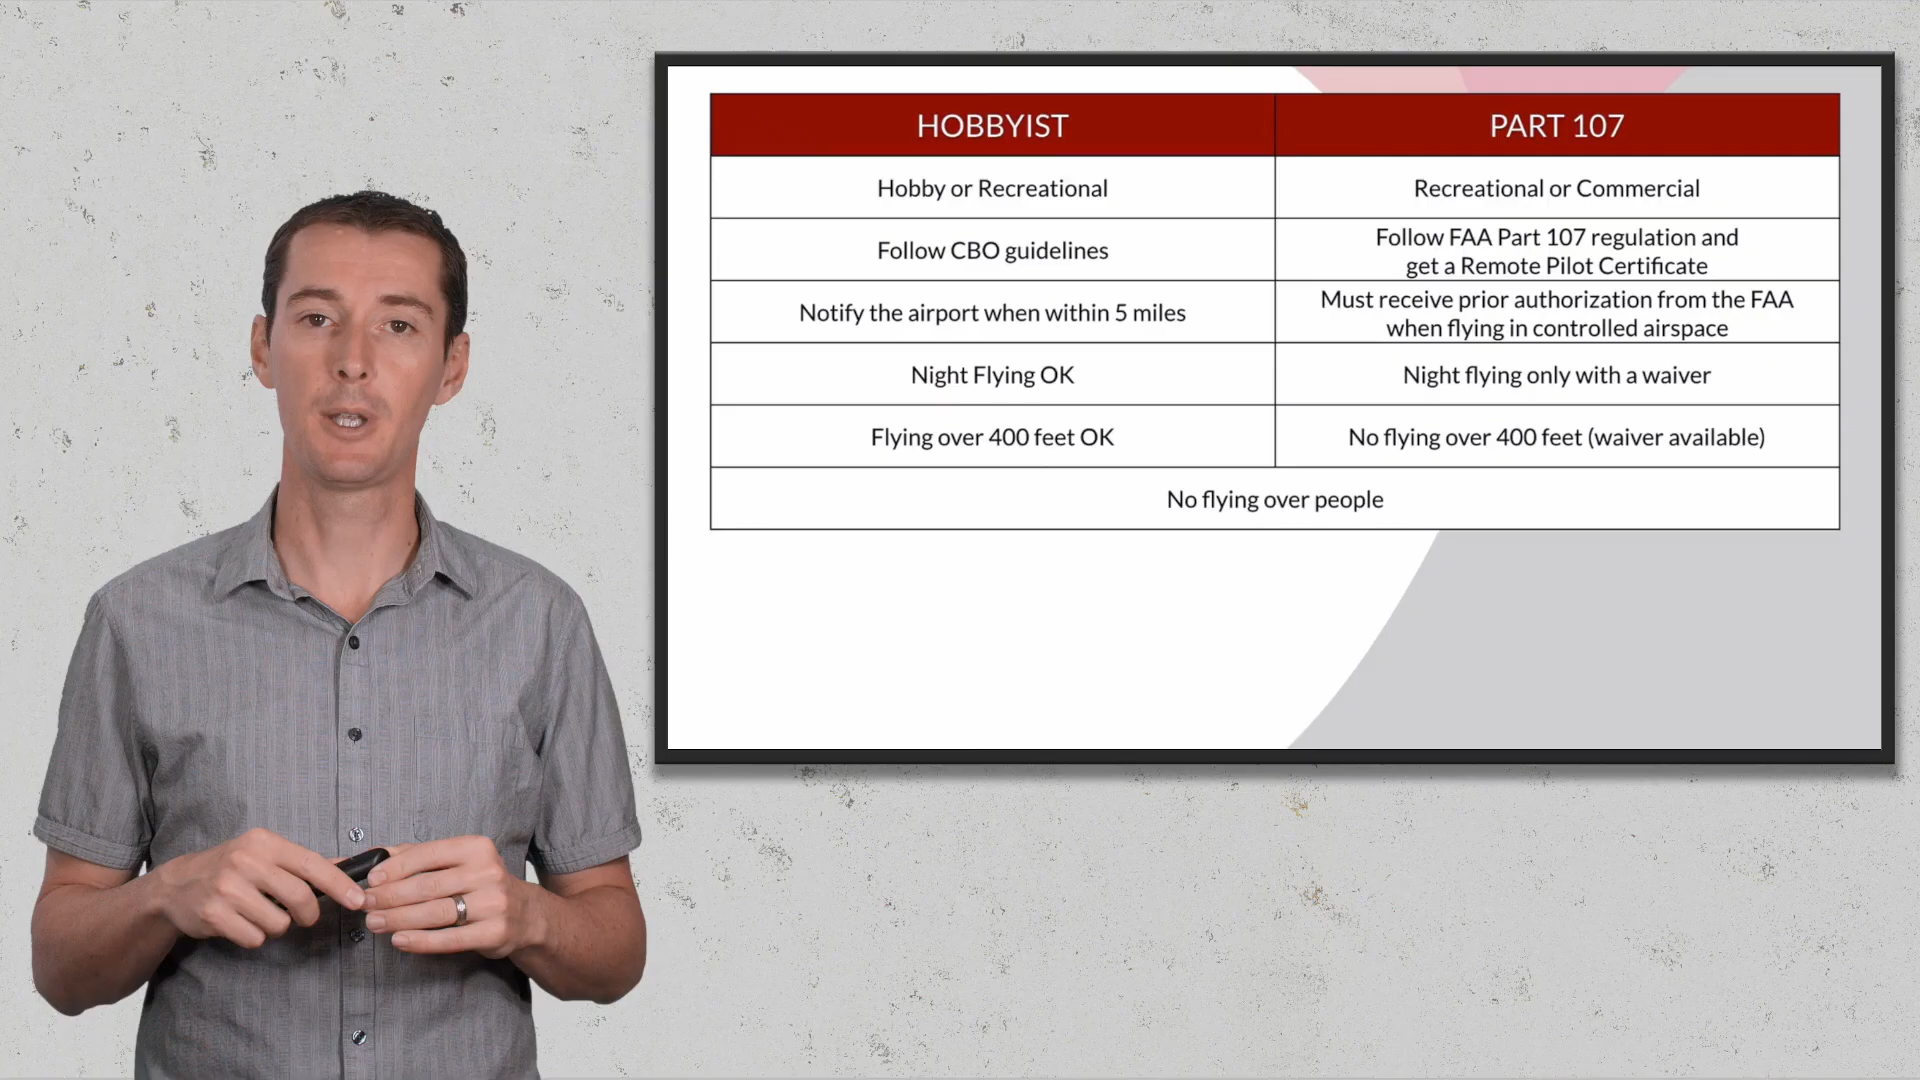 HOBBYIST
PART 107
Hobby or Recreational
Recreational or Commercial
Follow CBO guidelines
Follow FAA Part 107 regulation and
get a Remote Pilot Certificate
Notify the airport when within 5 miles
Must receive prior authorization from the FAA
when flying in controlled airspace
Night Flying OK
Night flying only with a waiver
Flying over 400 feet OK
No flying over 400 feet (waiver available)
No flying over people